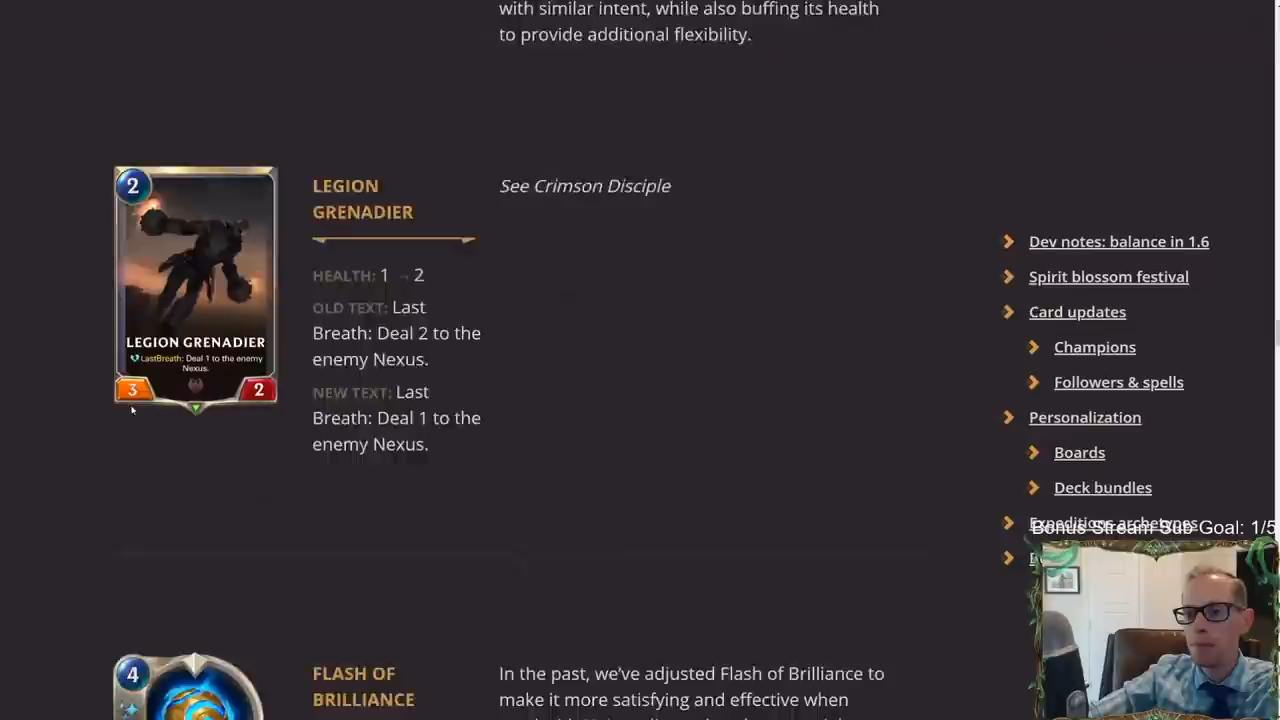 with similar intent, while also buffing its health
to provide additional flexibility.
2
LEGION GRENADIER
LastBreath: Deal 1 to the enemy
Nexus.
3
2
LEGION
GRENADIER
HEALTH: 1 → 2
OLD TEXT: Last
Breath: Deal 2 to the
enemy Nexus.
NEW TEXT: Last
Breath: Deal 1 to the
enemy Nexus.
See Crimson Disciple
Dev notes: balance in 1.6
Spirit blossom festival
Card updates
Champions
Followers & spells
Personalization
Boards
Deck bundles
Expeditions archetypes
Bonus Stream Sub Goal: 1/5
4
FLASH OF
BRILLIANCE
In the past, we've adjusted Flash of Brilliance to
make it more satisfying and effective when